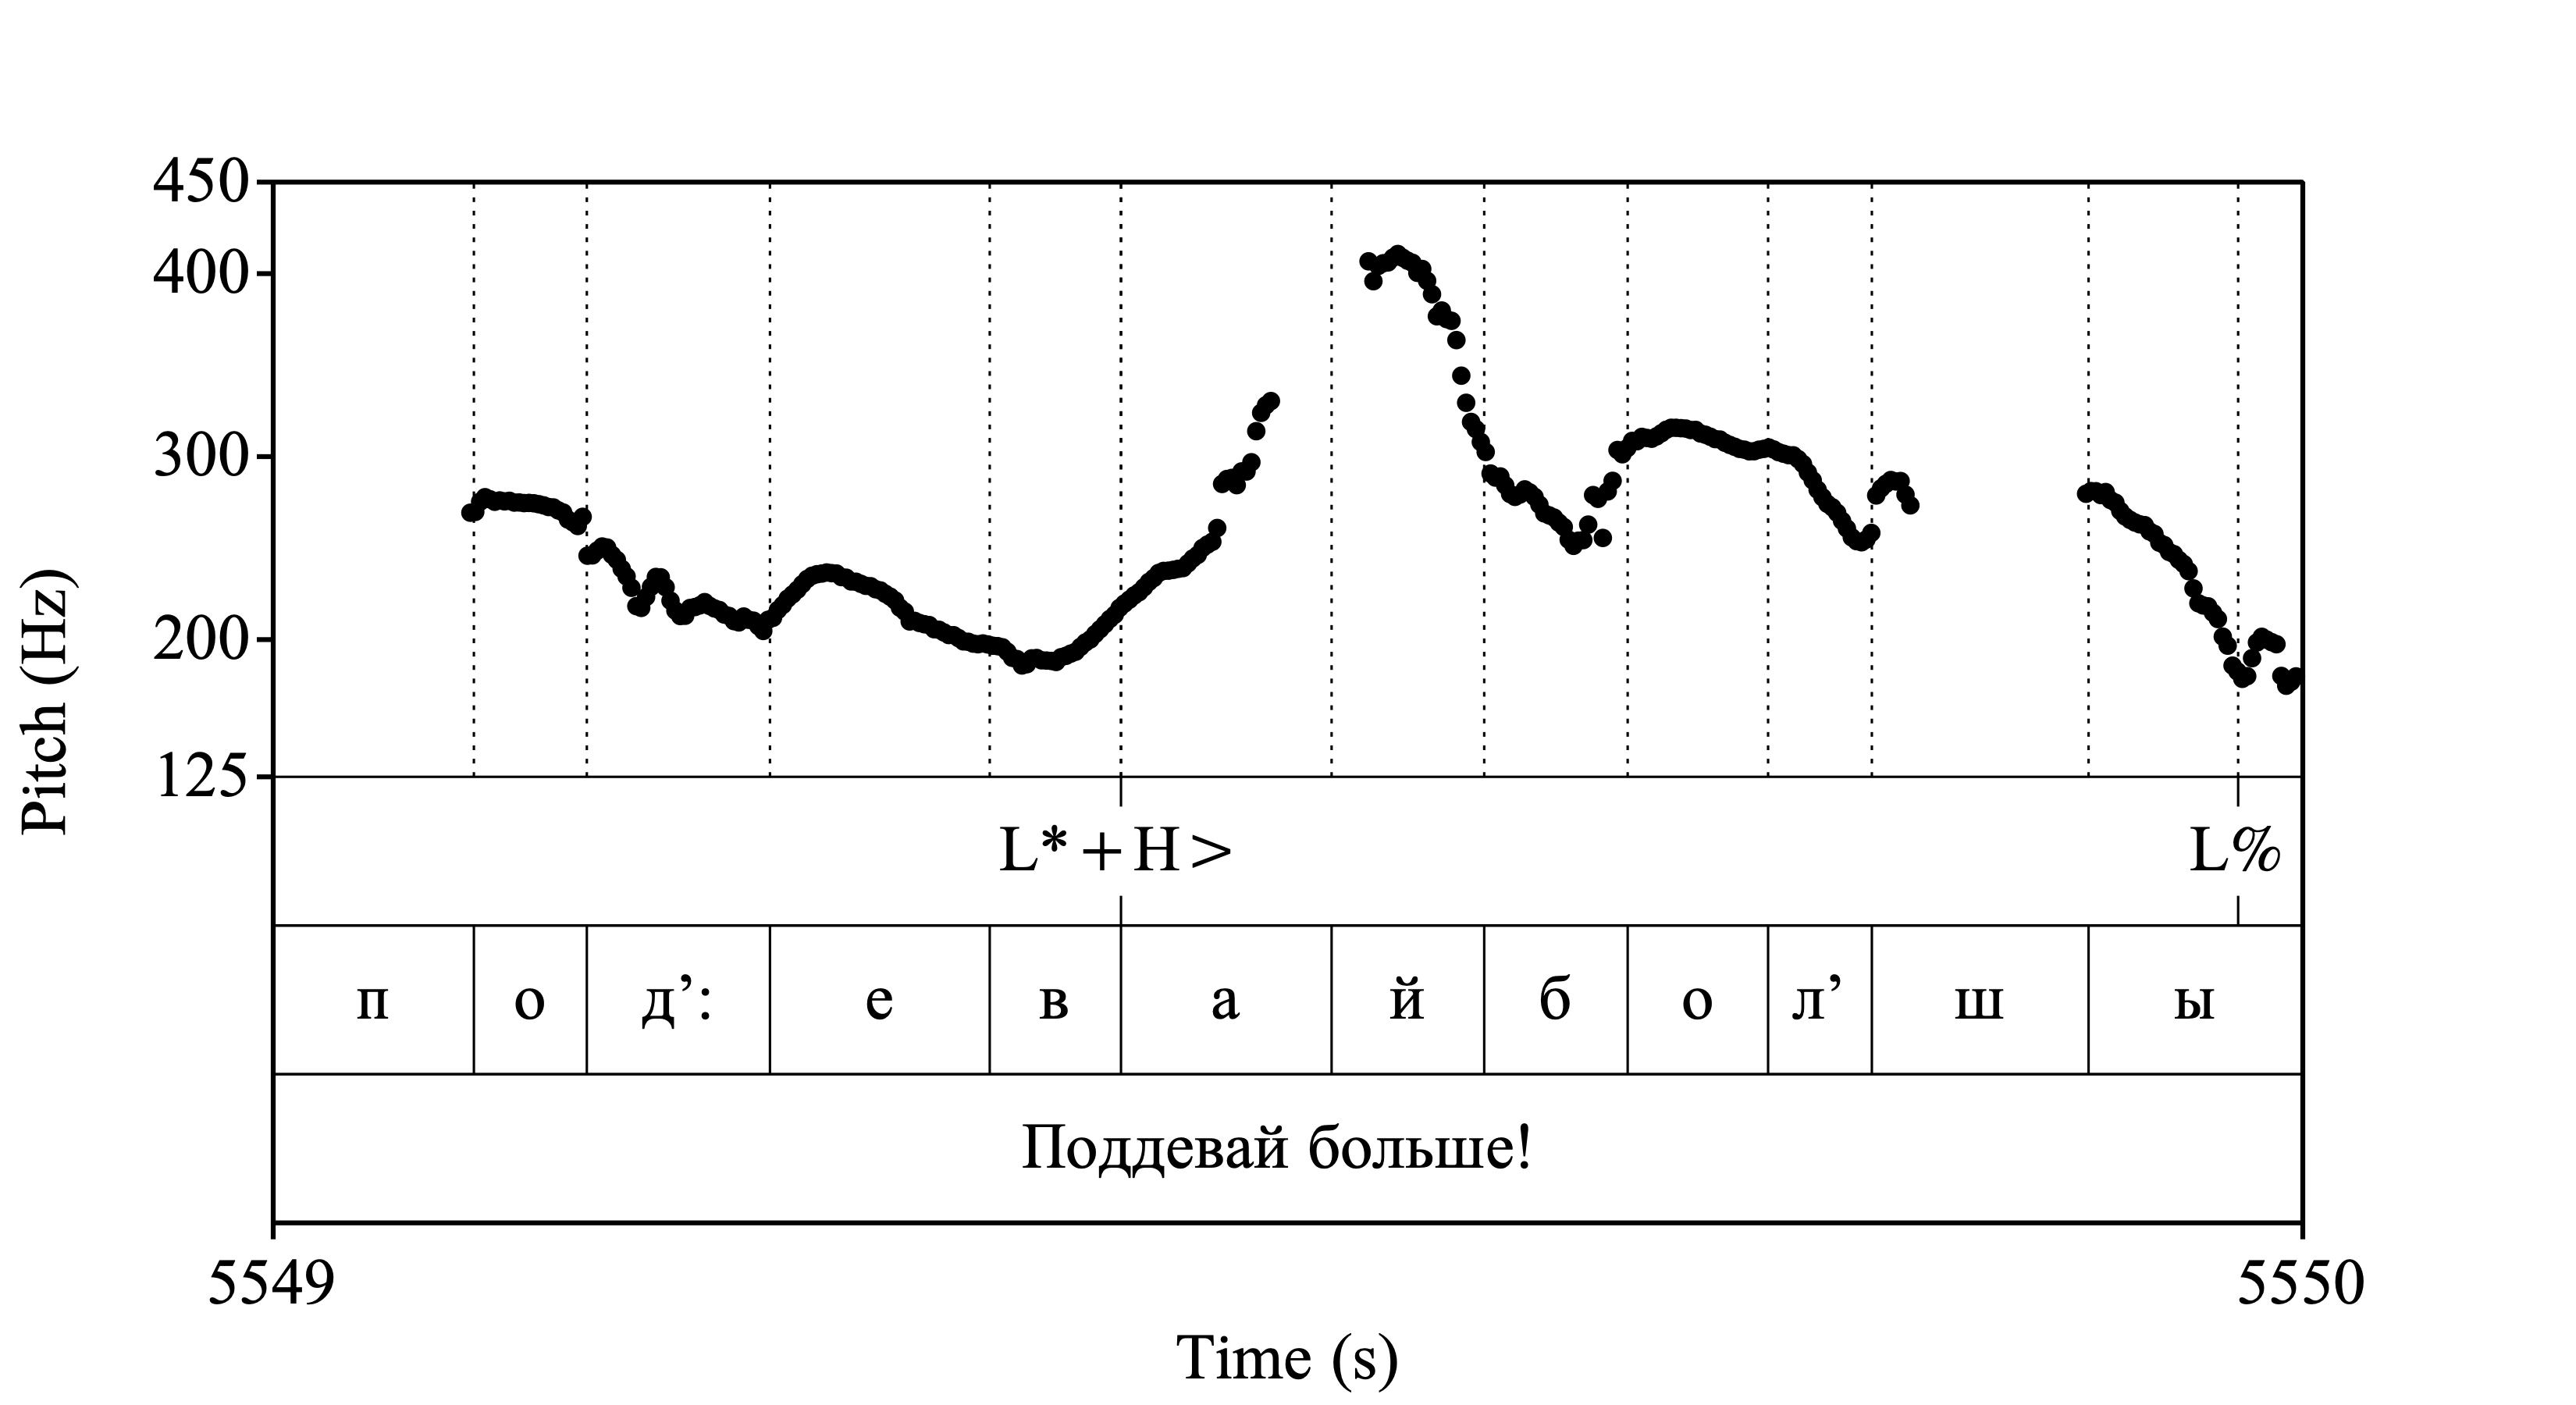 450
400
300
200
125
Pitch (Hz)
L*+H> L%
п о д’: е в а й б о л’ ш ы
Поддевай больше!
5549 5550
Time (s)